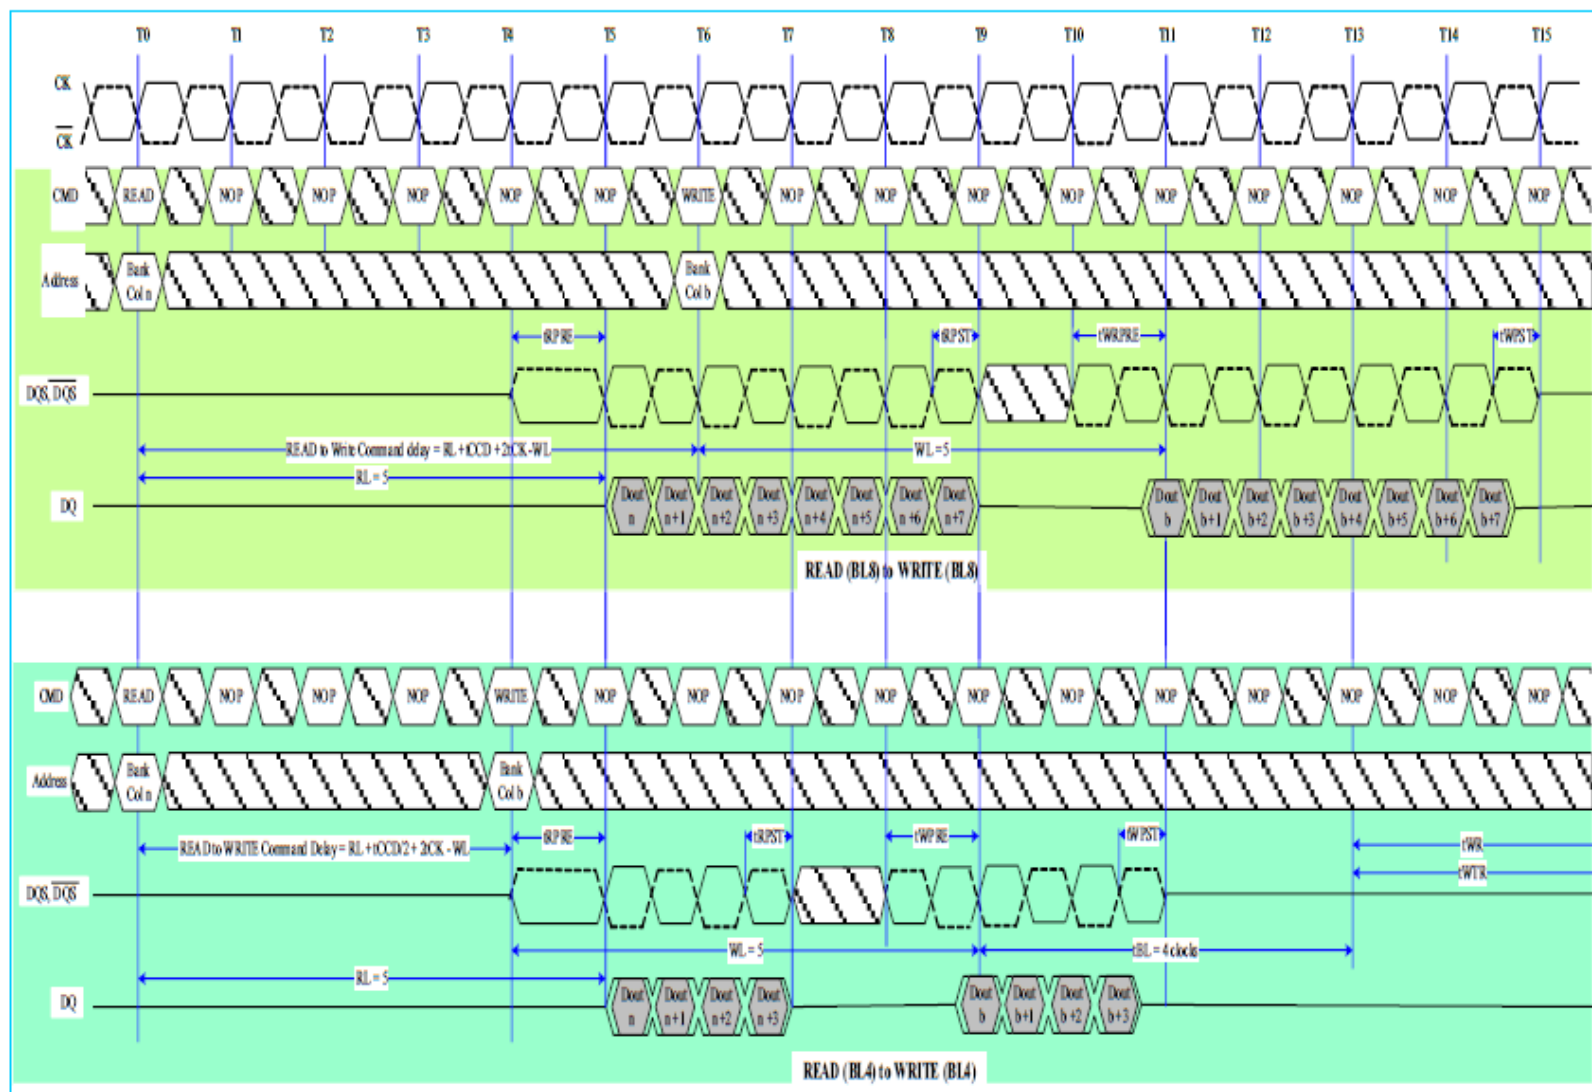 T0 T1 T2 T3 T4 T5 T6 T7 T8 T9 T10 T11 T12 T13 T14 T15
CK
CK
CMD READ NOP NOP NOP NOP NOP WRITE NOP NOP NOP NOP NOP NOP NOP NOP NOP
Address Bank Col n Bank Col b
tRPRE tRPST tWRPRE tWPST
DQS, DQS
READ to Write Command delay = RL + tCCD + 2tCK - WL WL = 5
RL = 5
DQ Dout n Dout n+1 Dout n+2 Dout n+3 Dout n+4 Dout n+5 Dout n+6 Dout n+7 Dout b Dout b+1 Dout b+2 Dout b+3 Dout b+4 Dout b+5 Dout b+6 Dout b+7
READ (BL8) to WRITE (BL8)
CMD READ NOP NOP NOP WRITE NOP NOP NOP NOP NOP NOP NOP NOP NOP NOP NOP
Address Bank Col n Bank Col b
tRPRE tRPST tWPRE tWPST
READ to WRITE Command Delay = RL + tCCD/2 + 2tCK - WL tWR
tWTR
DQS, DQS
WL = 5 tBL = 4 clocks
RL = 5
DQ Dout n Dout n+1 Dout n+2 Dout n+3 Dout b Dout b+1 Dout b+2 Dout b+3
READ (BL4) to WRITE (BL4)